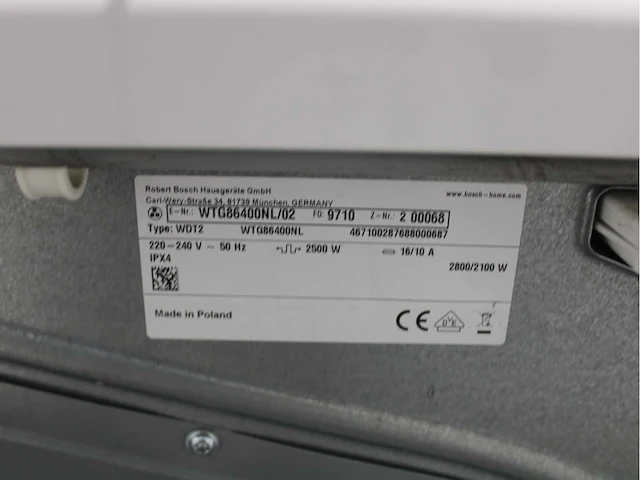 Robert Bosch Hausgeräte GmbH
www.bosch-home.com
Carl-Wery-Straße 34, 81739 München, GERMANY
E-Nr.: WTG86400NL/02 FD: 9710 Z-Nr.: 2 00068
Type: WDT2 WTG86400NL 467100287688000687
220-240 V ~ 50 Hz 2500 W 16/10 A
IPX4
2800/2100 W
Made in Poland
CE
VDE